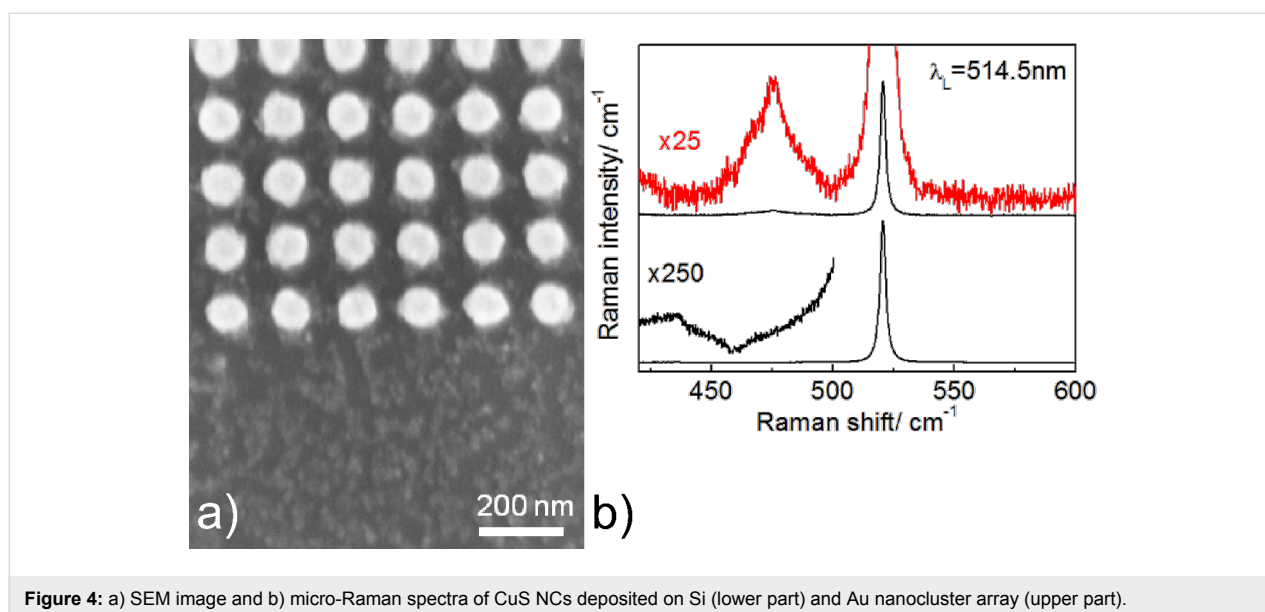 a)
200 nm
b)
Raman intensity/ cm⁻¹
λL=514.5nm
x25
x250
450 500 550 600
Raman shift/ cm⁻¹
Figure 4: a) SEM image and b) micro-Raman spectra of CuS NCs deposited on Si (lower part) and Au nanocluster array (upper part).